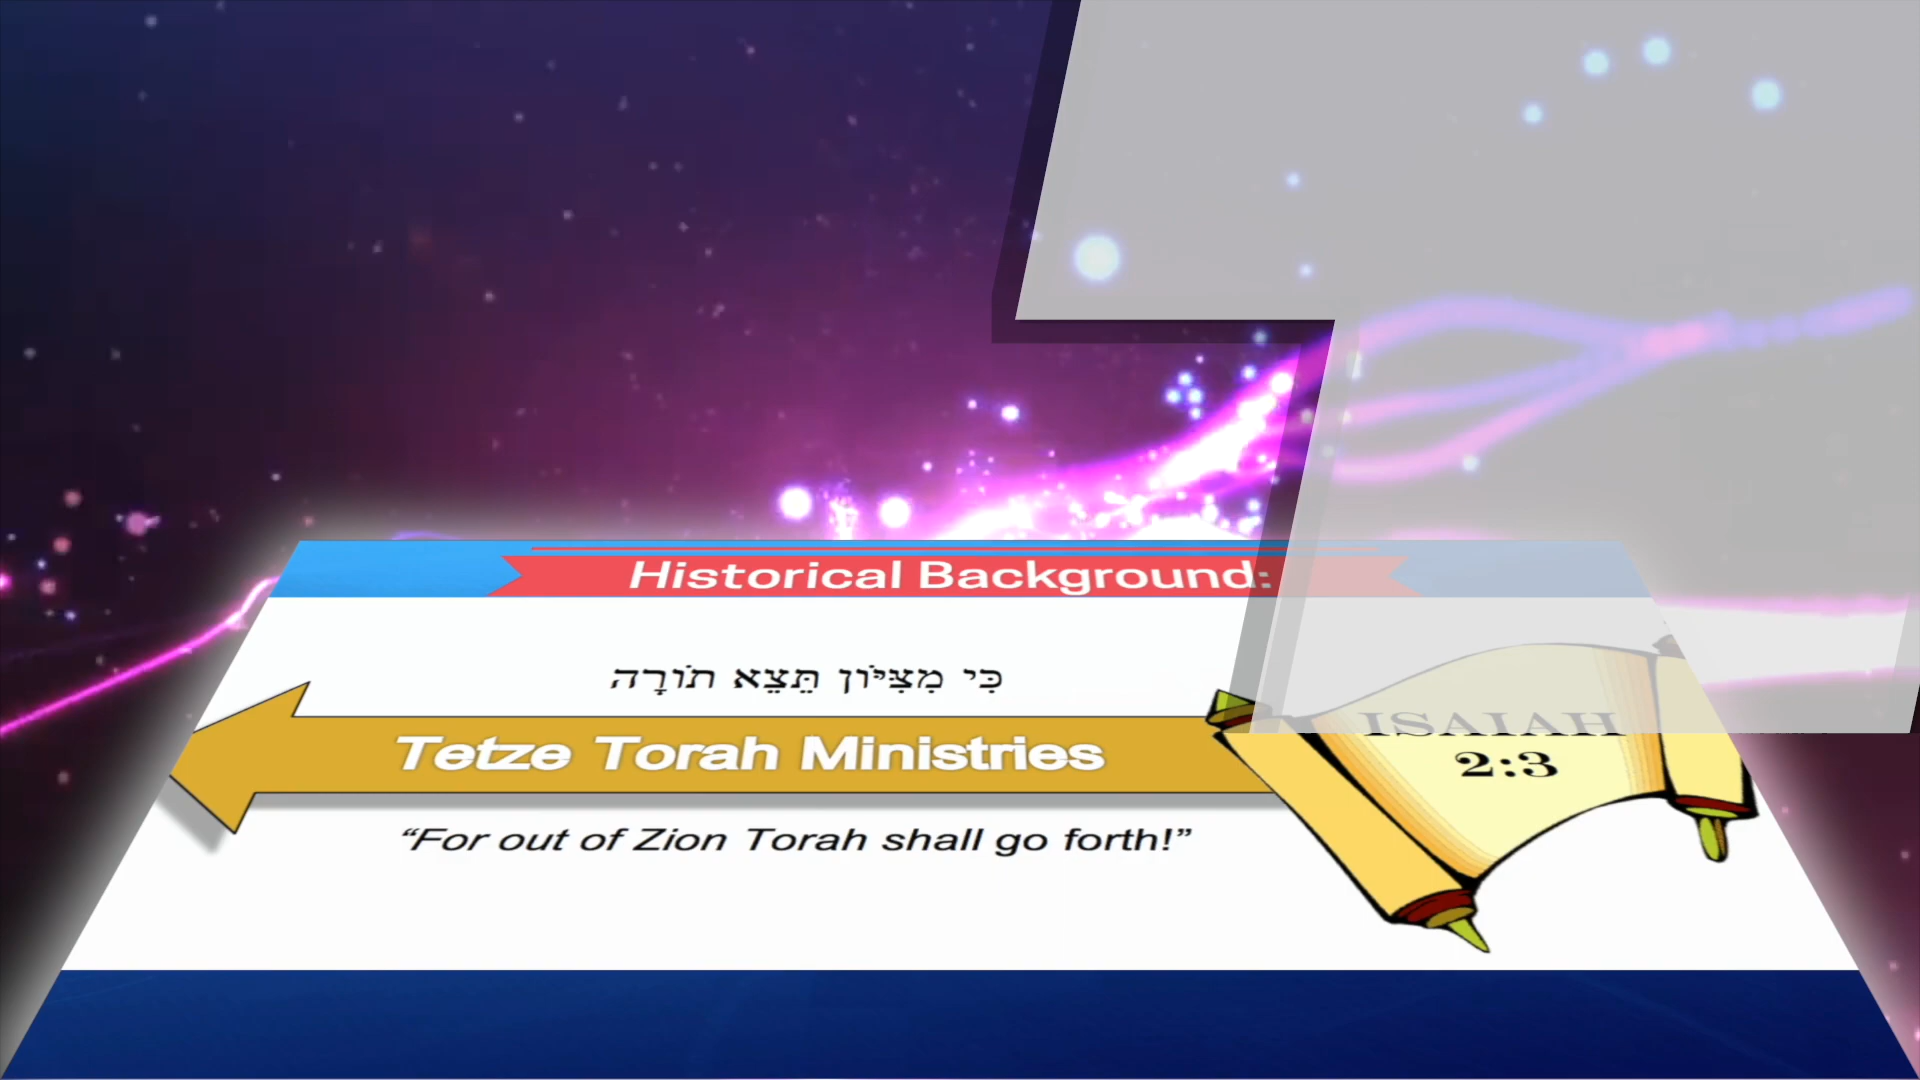 Historical Background:
כִּי מִצִּיּוֹן תֵּצֵא תוֹרָה
Tetze Torah Ministries
ISAIAH
2:3
“For out of Zion Torah shall go forth!”